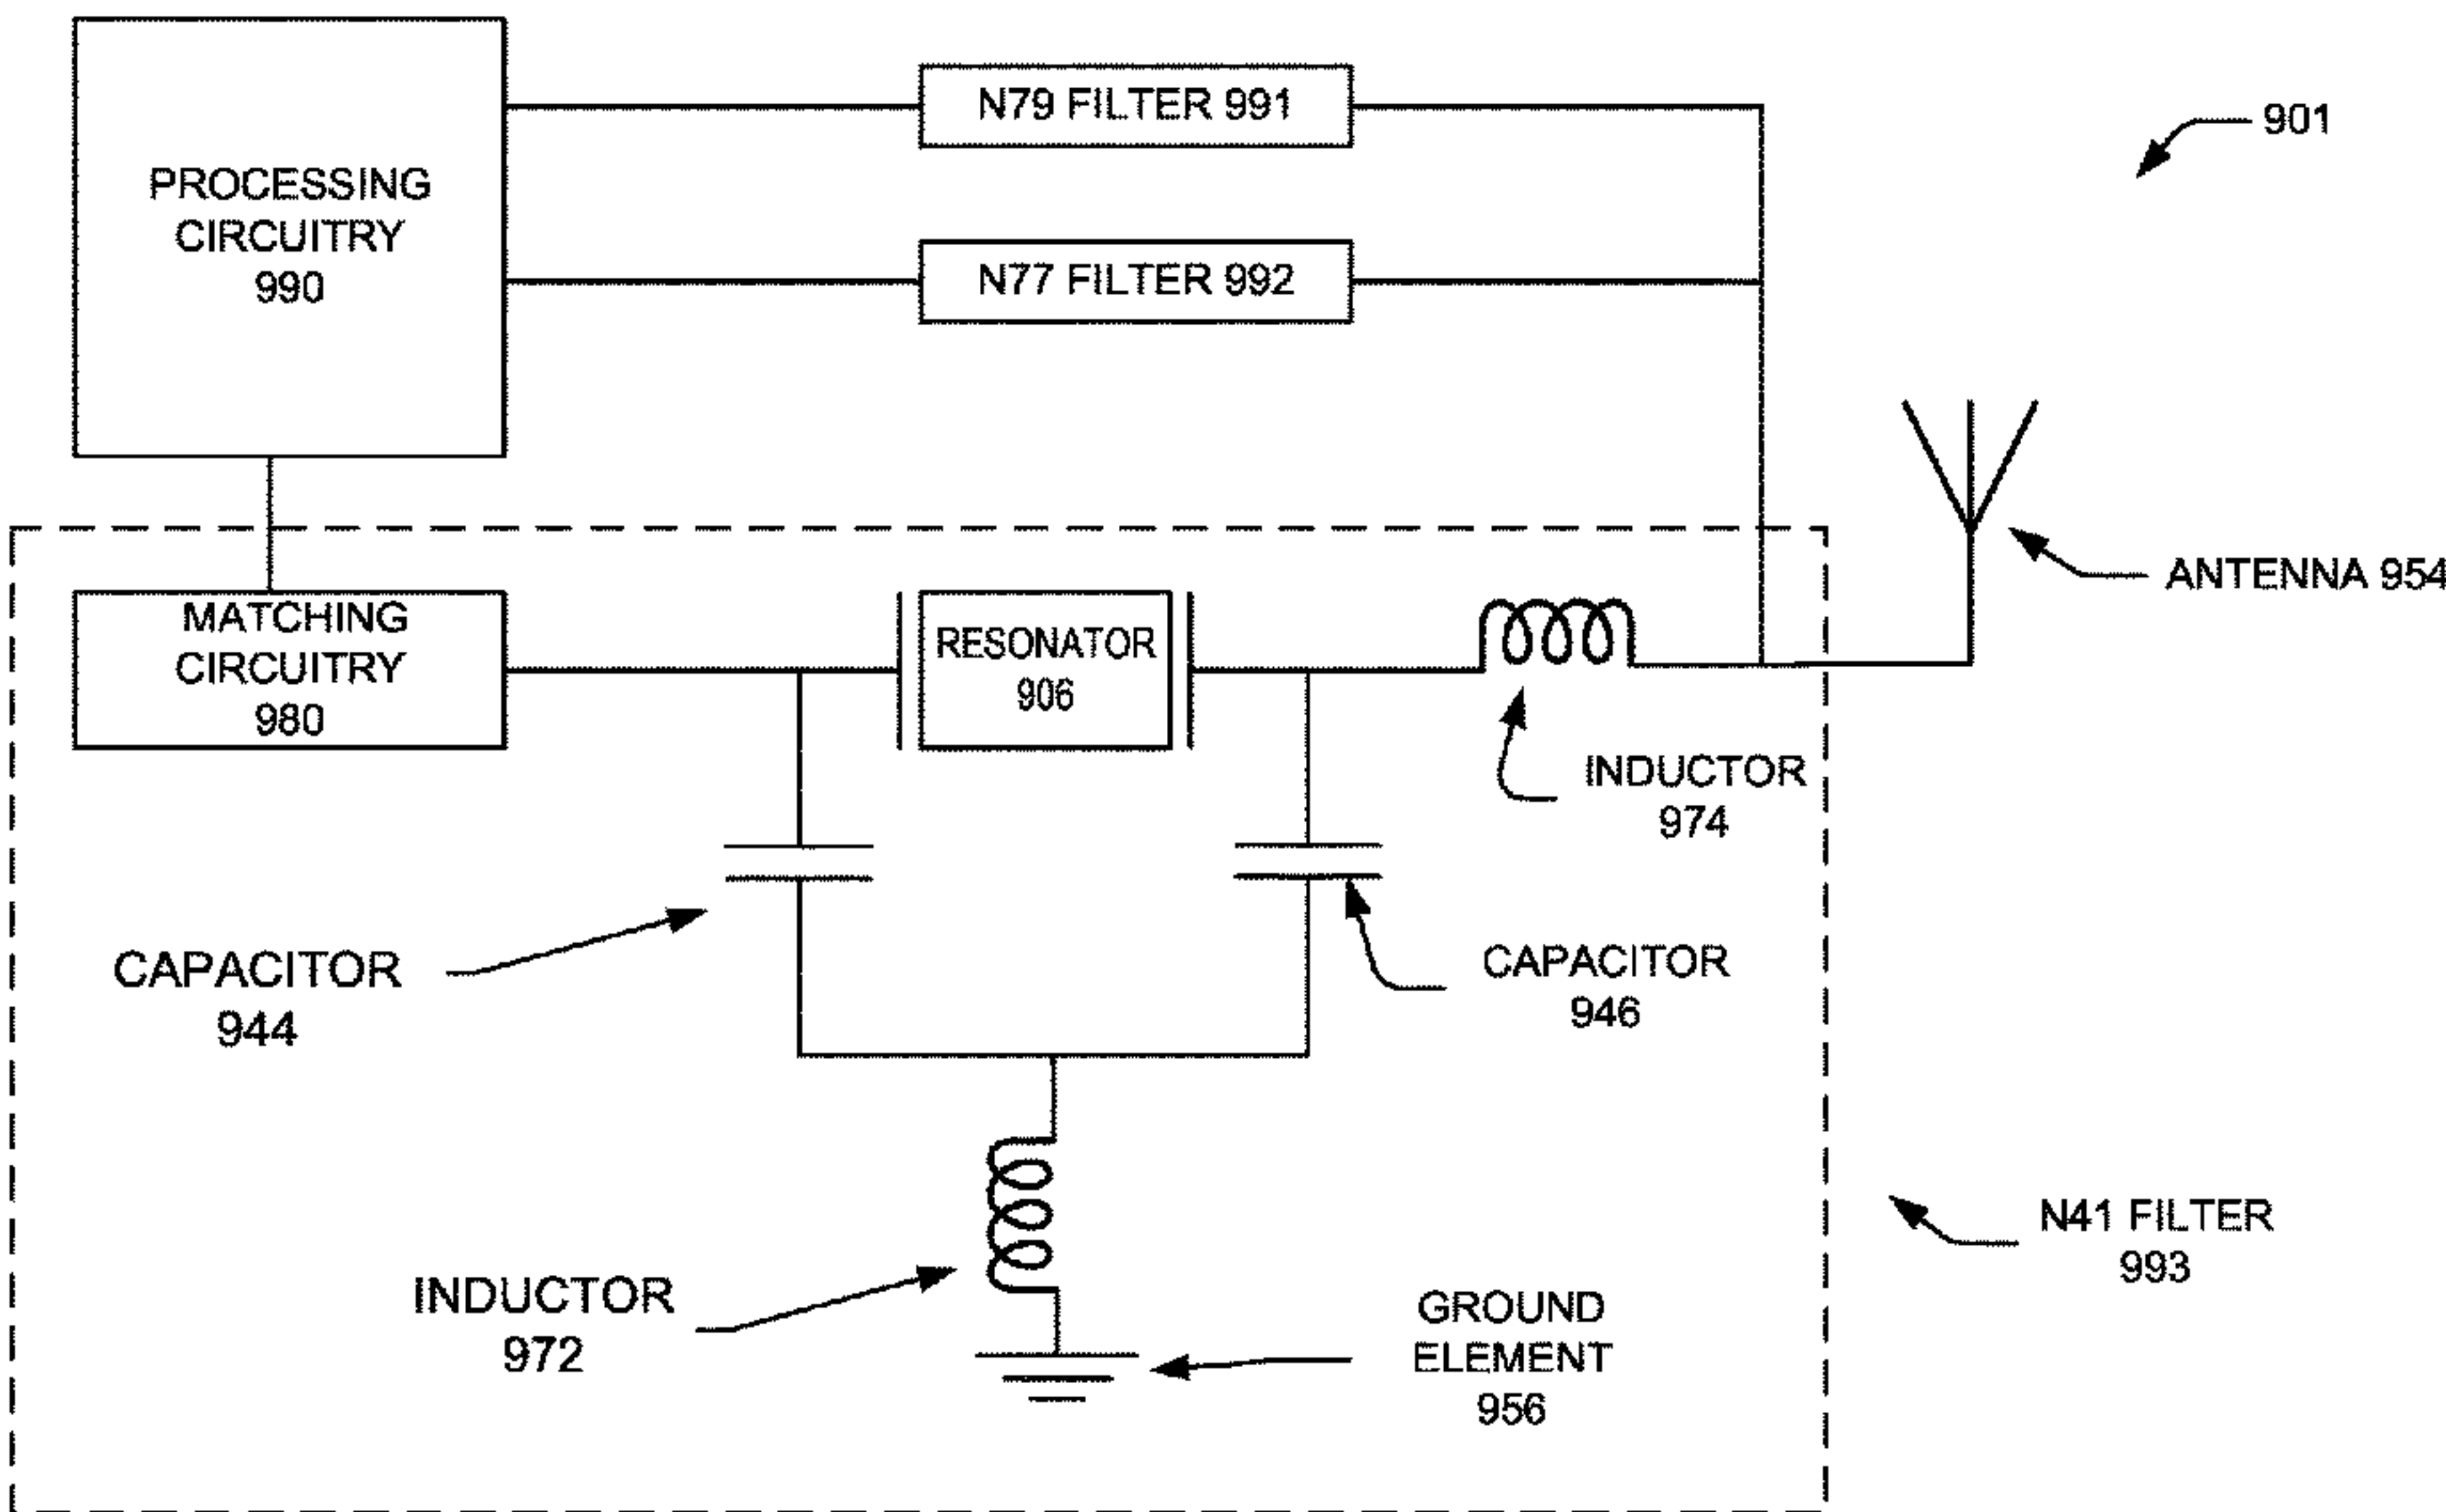 N79 FILTER 991
901
PROCESSING
CIRCUITRY
990
N77 FILTER 992
ANTENNA 954
MATCHING
CIRCUITRY
980
RESONATOR
906
INDUCTOR
974
CAPACITOR
944
CAPACITOR
946
N41 FILTER
993
INDUCTOR
972
GROUND
ELEMENT
956